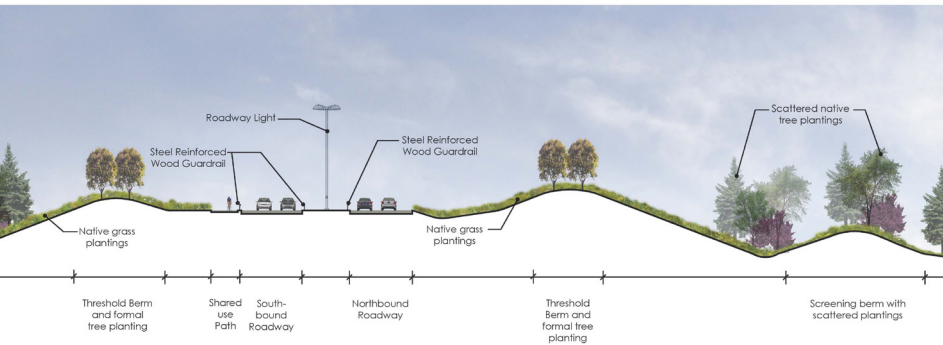 Roadway Light
Steel Reinforced
Wood Guardrail
Steel Reinforced
Wood Guardrail
Scattered native
tree plantings
Native grass
plantings
Native grass
plantings
Threshold Berm
and formal
tree planting
Shared
use
Path
South-
bound
Roadway
Northbound
Roadway
Threshold
Berm and
formal tree
planting
Screening berm with
scattered plantings